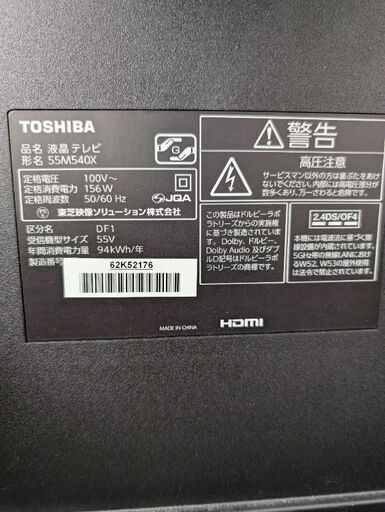 TOSHIBA
品名 液晶テレビ
形名 55M540X
定格電圧 100V～
定格消費電力 156W
定格周波数 50/60 Hz
JQA
東芝映像ソリューション株式会社
区分名 DF1
受信機型サイズ 55V
年間消費電力量 94kWh/年
製造番号
62K52176
警告
高圧注意
サービスマン以外の方は、裏ぶたをあけないでください。内部には高電圧部分が数多くあり、万一さわると危険です。
この製品はドルビーラボ
ラトリーズからの実施権
に基づき製造されています。
Dolby、ドルビー、
Dolby Audio 及びダブ
ルD記号はドルビーラボ
ラトリーズの商標です。
2.4DS/OF4
本機には電波法に基づく無
線設備が内蔵されています。
5GHz帯の無線LANにおけ
るW52、W53の屋外使用
は法令で禁止されています。
MADE IN CHINA
HDMI